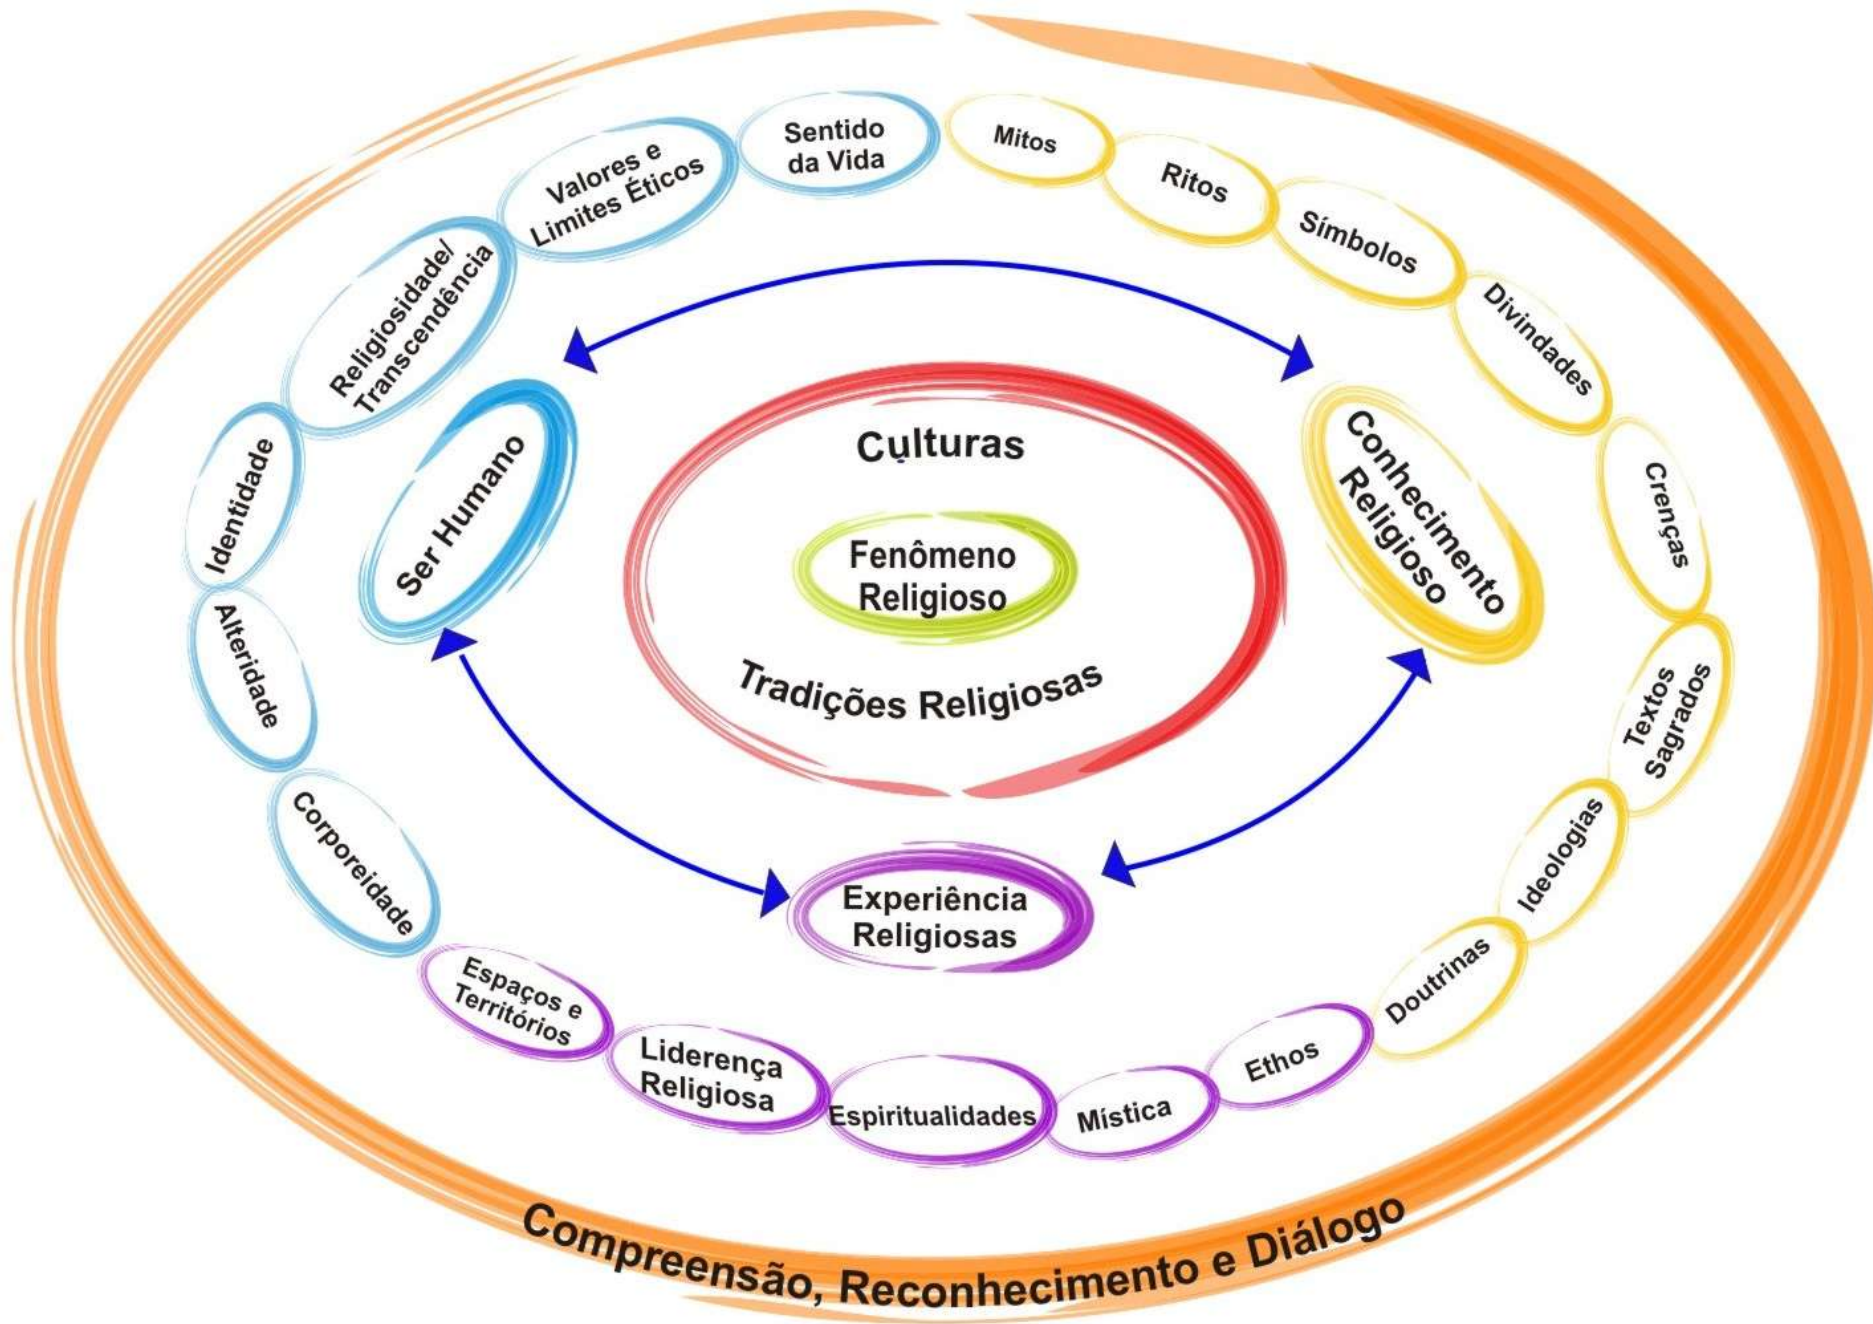 Sentido
da Vida
Mitos
Ritos
Símbolos
Divindades
Crenças
Textos
Sagrados
Ideologias
Doutrinas
Ethos
Mística
Espiritualidades
Liderença
Religiosa
Espaços e
Territórios
Corporeidade
Alteridade
Identidade
Religiosidade/
Transcendência
Valores e
Limites Éticos
Ser Humano
Conhecimento
Religioso
Experiência
Religiosas
Culturas
Fenômeno
Religioso
Tradições Religiosas
Compreensão, Reconhecimento e Diálogo